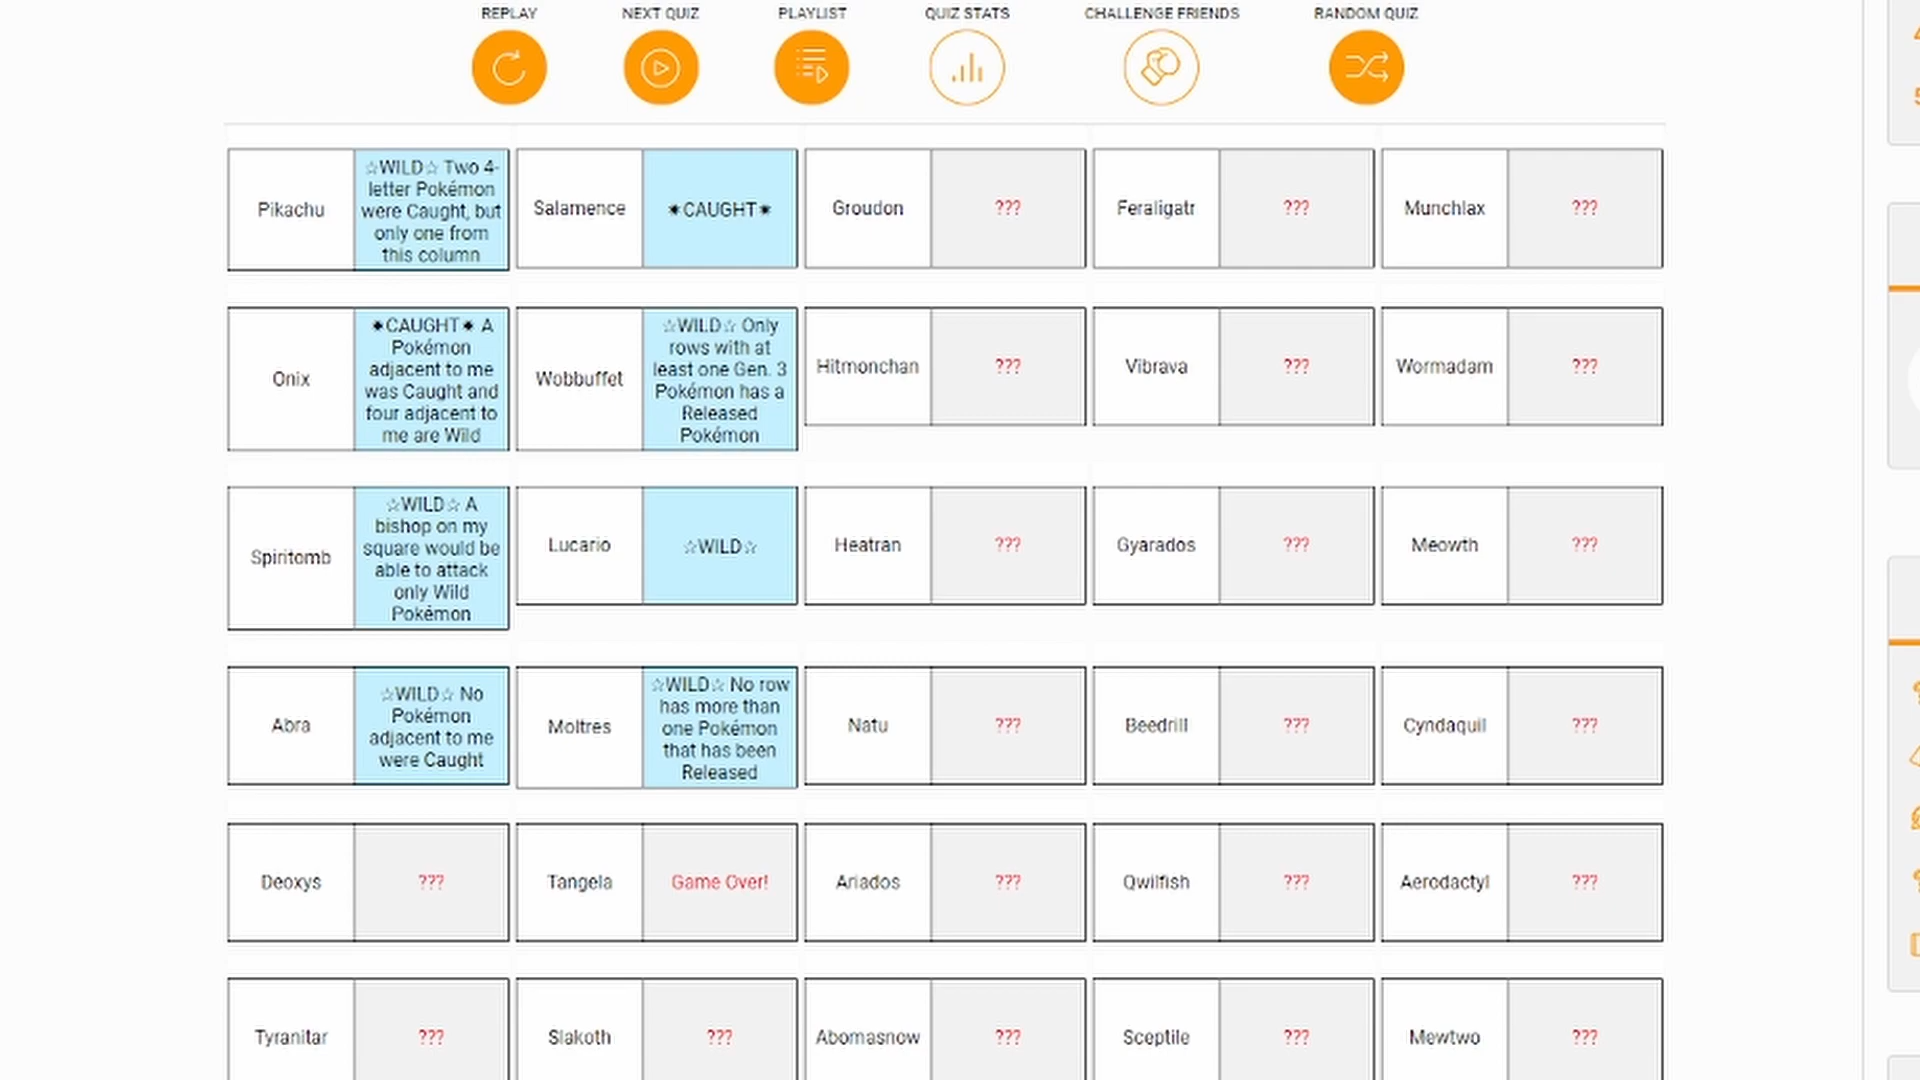 REPLAY NEXT QUIZ PLAYLIST QUIZ STATS CHALLENGE FRIENDS RANDOM QUIZ
Pikachu
☆WILD☆ Two 4-
letter Pokémon
were Caught, but
only one from
this column
Salamence
✷CAUGHT✷
Groudon
???
Feraligatr
???
Munchlax
???
Onix
✷CAUGHT✷ A
Pokémon
adjacent to me
was Caught and
four adjacent to
me are Wild
Wobbuffet
☆WILD☆ Only
rows with at
least one Gen. 3
Pokémon has a
Released
Pokémon
Hitmonchan
???
Vibrava
???
Wormadam
???
Spiritomb
☆WILD☆ A
bishop on my
square would be
able to attack
only Wild
Pokémon
Lucario
☆WILD☆
Heatran
???
Gyarados
???
Meowth
???
Abra
☆WILD☆ No
Pokémon
adjacent to me
were Caught
Moltres
☆WILD☆ No row
has more than
one Pokémon
that has been
Released
Natu
???
Beedrill
???
Cyndaquil
???
Deoxys
???
Tangela
Game Over!
Ariados
???
Qwilfish
???
Aerodactyl
???
Tyranitar
???
Slakoth
???
Abomasnow
???
Sceptile
???
Mewtwo
???